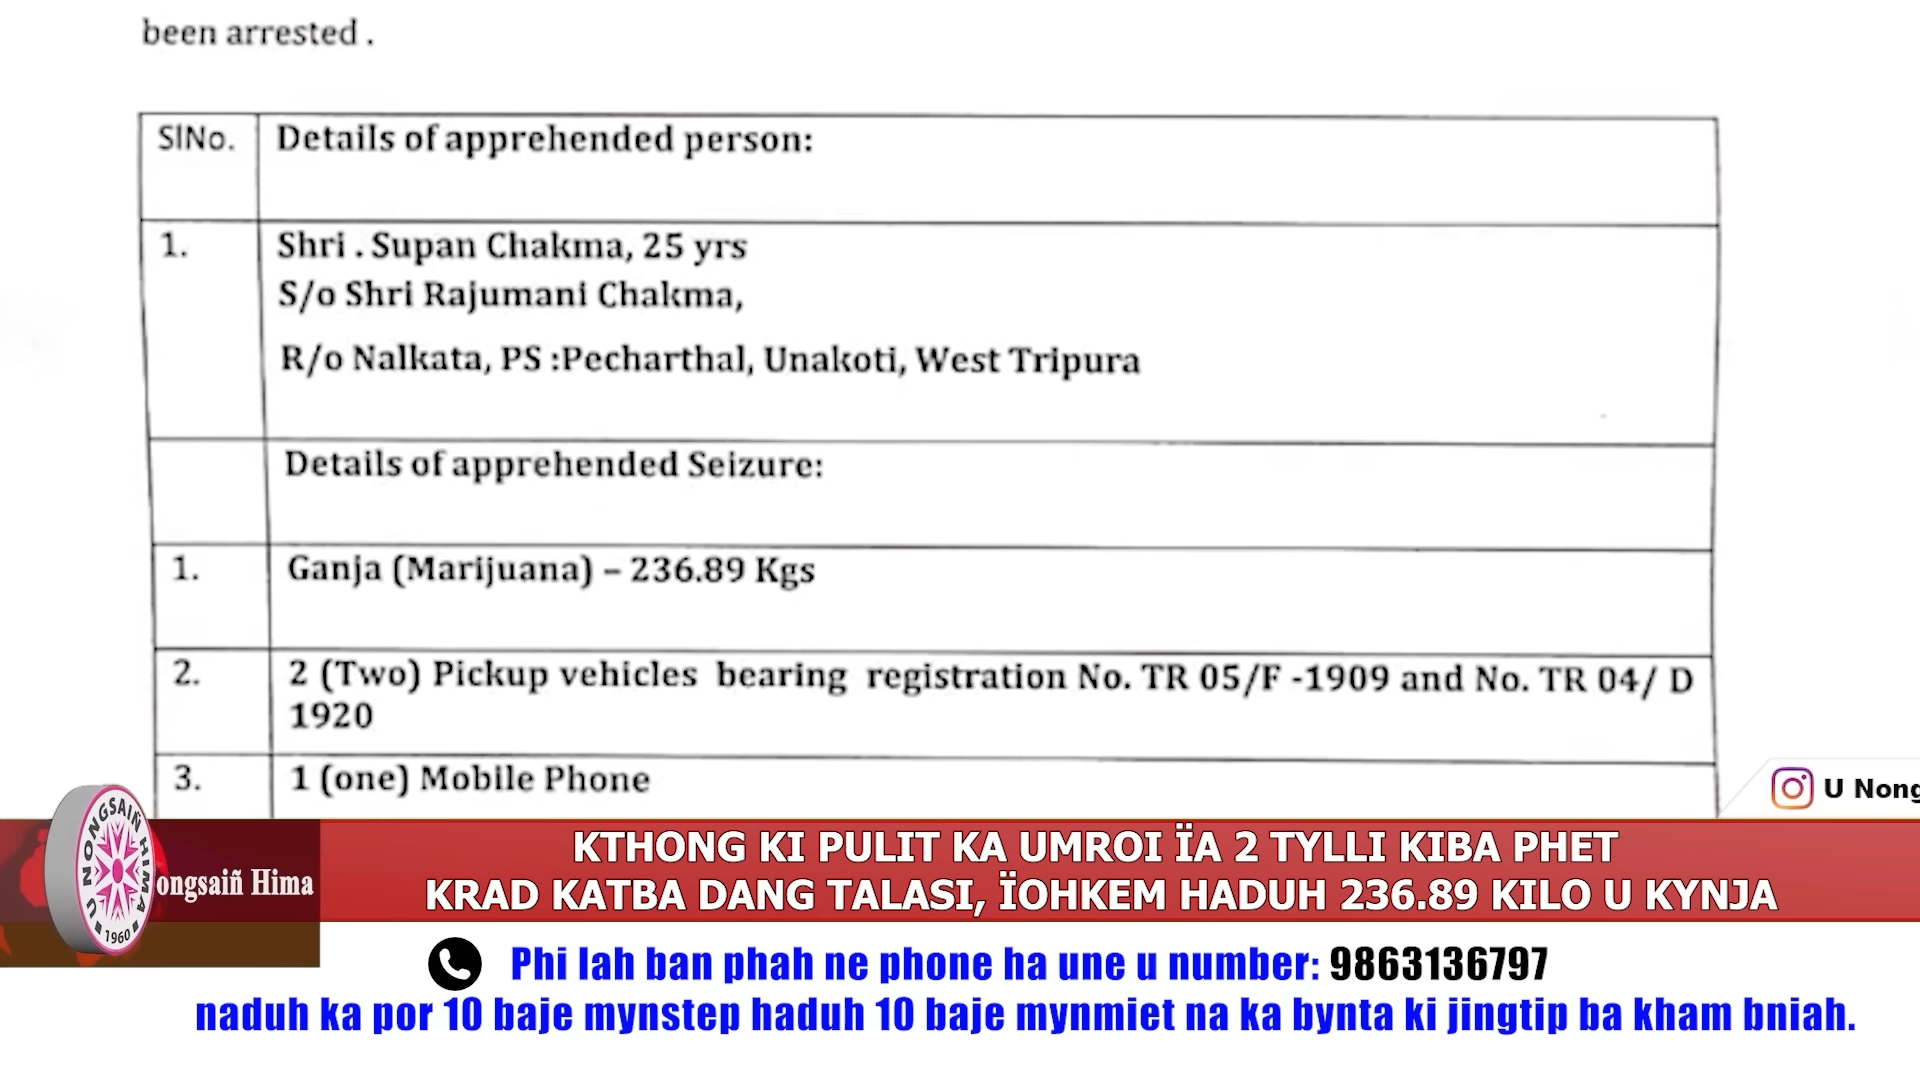 been arrested .
SlNo. Details of apprehended person:
1. Shri . Supan Chakma, 25 yrs
S/o Shri Rajumani Chakma,
R/o Nalkata, PS :Pecharthal, Unakoti, West Tripura
Details of apprehended Seizure:
1. Ganja (Marijuana) – 236.89 Kgs
2. 2 (Two) Pickup vehicles bearing registration No. TR 05/F -1909 and No. TR 04/ D
1920
3. 1 (one) Mobile Phone
U Nong
U NONGSAIÑ HIMA
1960
ongsaiñ Hima
KTHONG KI PULIT KA UMROI ÏA 2 TYLLI KIBA PHET
KRAD KATBA DANG TALASI, ÏOHKEM HADUH 236.89 KILO U KYNJA
Phi lah ban phah ne phone ha une u number: 9863136797
naduh ka por 10 baje mynstep haduh 10 baje mynmiet na ka bynta ki jingtip ba kham bniah.